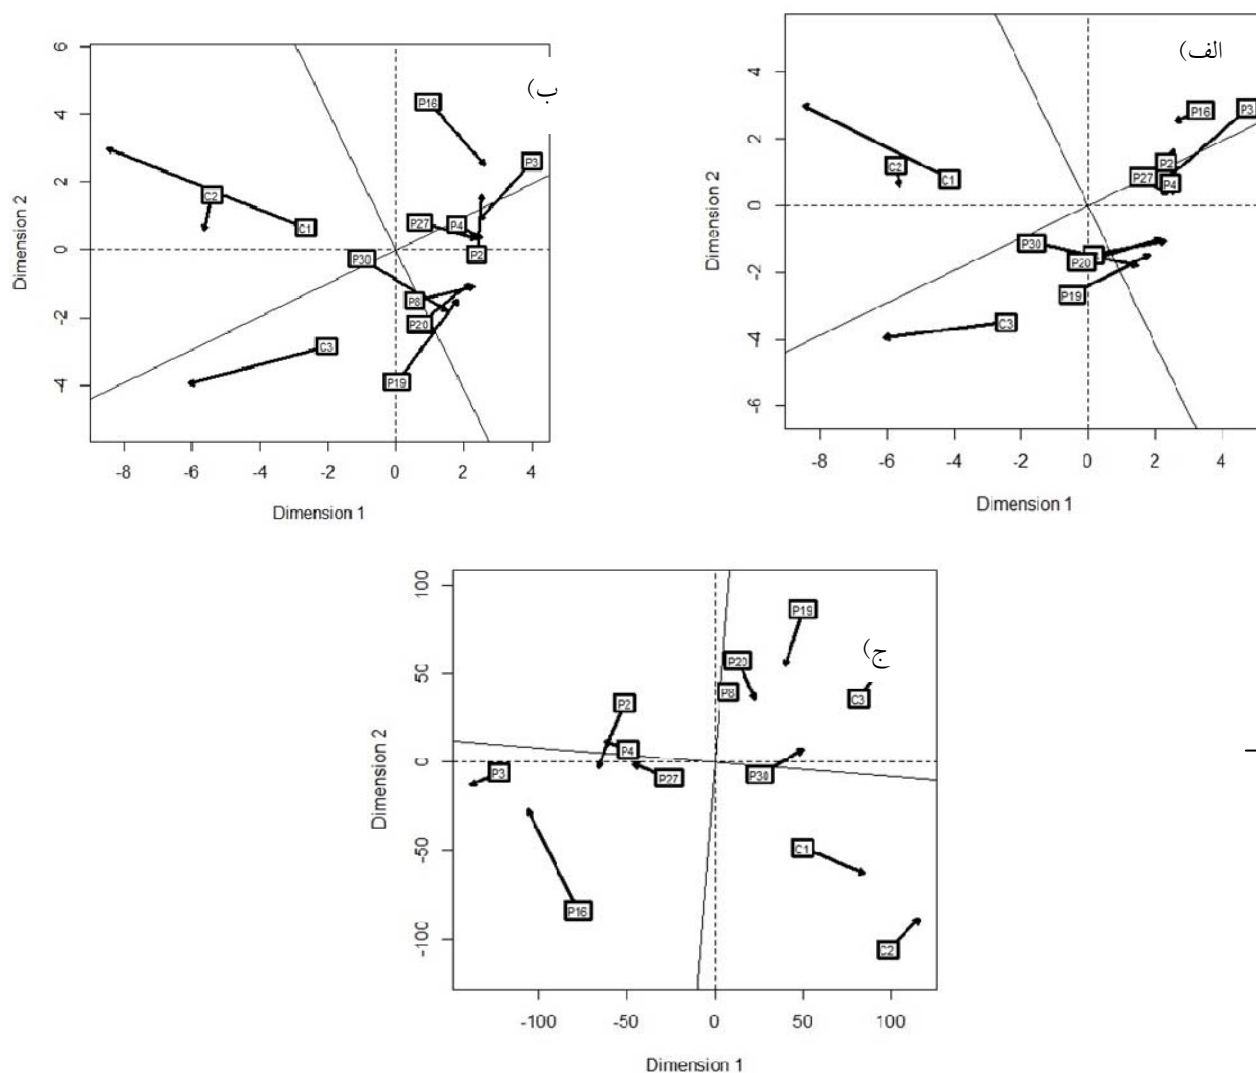 الف)
Dimension 2
4
2
0
-2
-4
-6
P16
P3
C2
C1
P2
P27
P4
P30
P20
P19
C3
-8
-6
-4
-2
0
2
4
Dimension 1
ب)
Dimension 2
6
4
2
0
-2
-4
P16
P3
C2
C1
P27
P4
P2
P30
P8
P20
C3
P19
-8
-6
-4
-2
0
2
4
Dimension 1
ج)
Dimension 2
100
50
0
-50
-100
P19
P20
P8
C3
P2
P4
P3
P27
P30
C1
P16
C2
-100
-50
0
50
100
Dimension 1